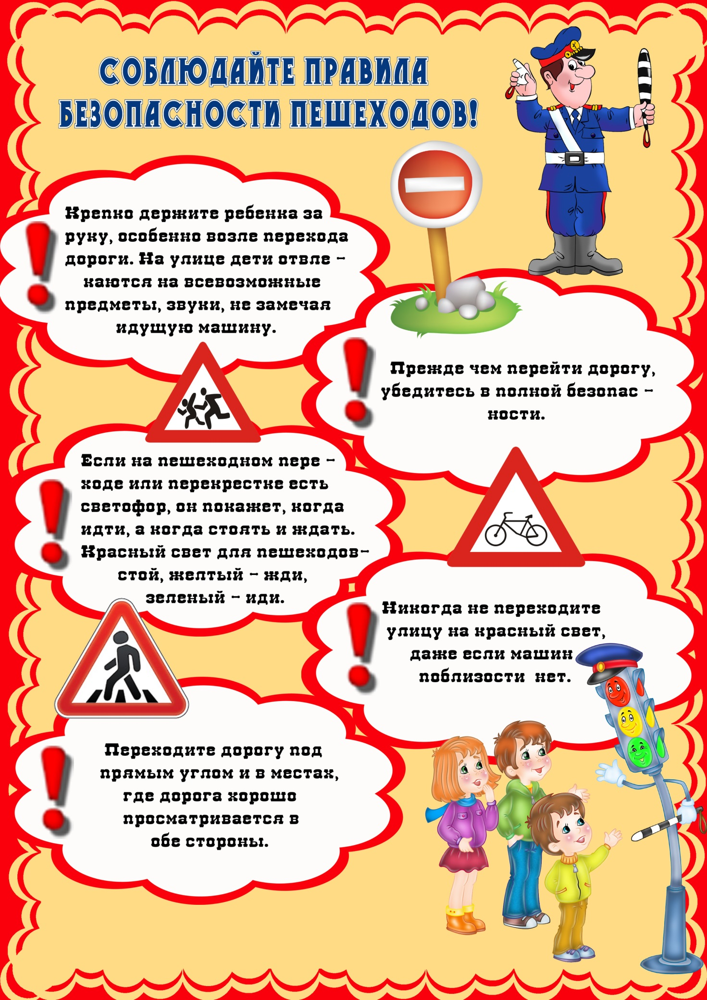 СОБЛЮДАЙТЕ ПРАВИЛА
БЕЗОПАСНОСТИ ПЕШЕХОДОВ!
Крепко держите ребенка за
руку, особенно возле перехода
дороги. На улице дети отвле -
каются на всевозможные
предметы, звуки, не замечая
идущую машину.
Прежде чем перейти дорогу,
убедитесь в полной безопас -
ности.
Если на пешеходном пере -
ходе или перекрестке есть
светофор, он покажет, когда
идти, а когда стоять и ждать.
Красный свет для пешеходов-
стой, желтый - жди,
зеленый - иди.
Никогда не переходите
улицу на красный свет,
даже если машин
поблизости нет.
Переходите дорогу под
прямым углом и в местах,
где дорога хорошо
просматривается в
обе стороны.